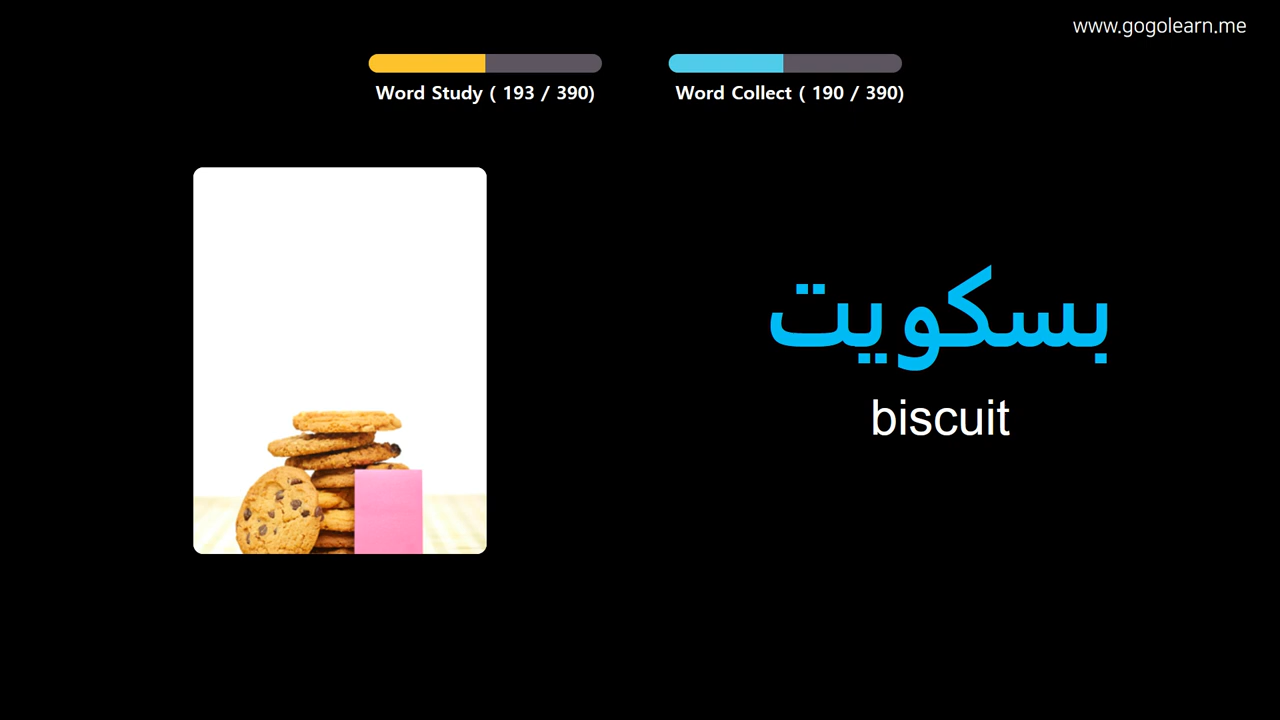 www.gogolearn.me
Word Study ( 193 / 390)
Word Collect ( 190 / 390)
بسكويت
biscuit